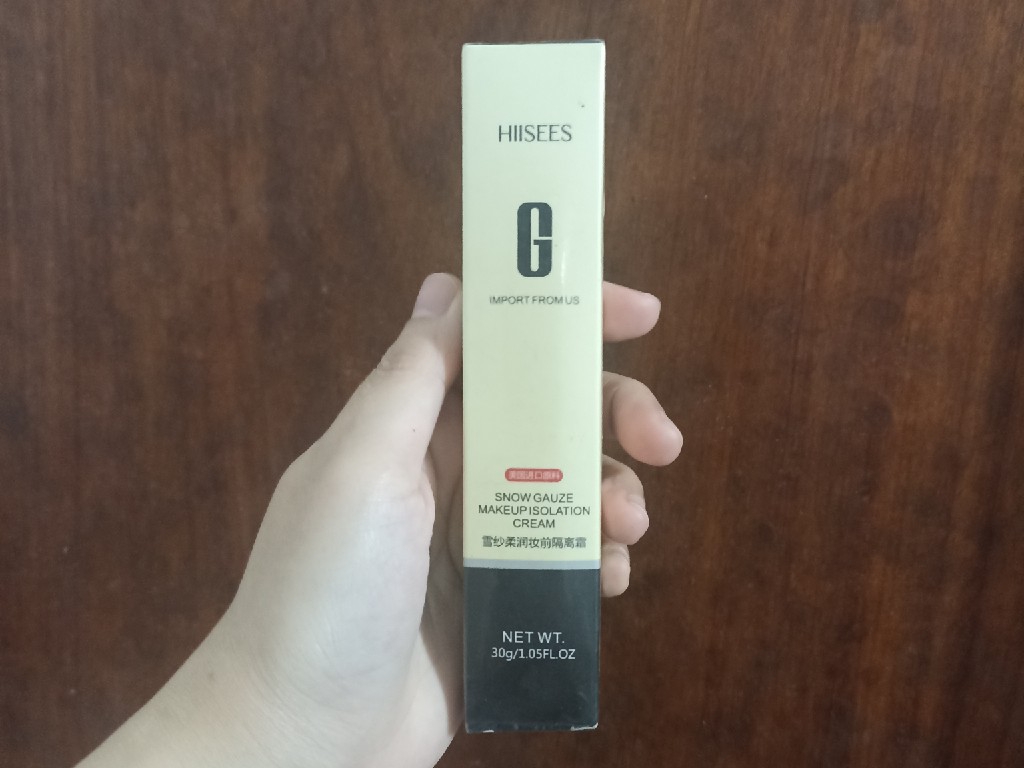 HIISEES
G
IMPORT FROM US
美国进口原料
SNOW GAUZE
MAKEUP ISOLATION
CREAM
雪纱柔润妆前隔离霜
NET WT.
30g/1.05FL.OZ